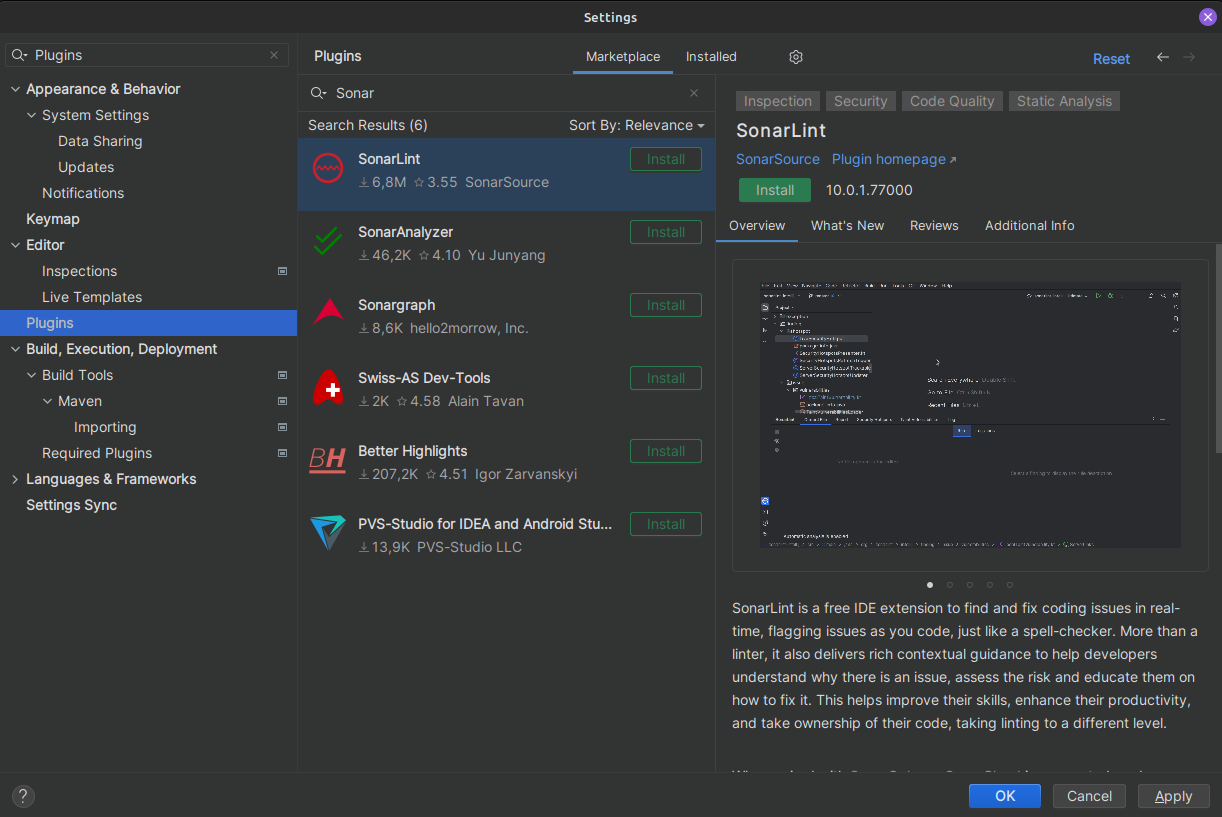 Settings
Plugins
Appearance & Behavior
System Settings
Data Sharing
Updates
Notifications
Keymap
Editor
Inspections
Live Templates
Plugins
Build, Execution, Deployment
Build Tools
Maven
Importing
Required Plugins
Languages & Frameworks
Settings Sync
Plugins
Marketplace Installed
Reset
Sonar
Search Results (6) Sort By: Relevance
SonarLint Install
6,8M 3.55 SonarSource
SonarAnalyzer Install
46,2K 4.10 Yu Junyang
Sonargraph Install
8,6K hello2morrow, Inc.
Swiss-AS Dev-Tools Install
2K 4.58 Alain Tavan
BH
Better Highlights Install
207,2K 4.51 Igor Zarvanskyi
PVS-Studio for IDEA and Android Stu... Install
13,9K PVS-Studio LLC
Inspection Security Code Quality Static Analysis
SonarLint
SonarSource Plugin homepage
Install 10.0.1.77000
Overview What's New Reviews Additional Info
Automatic analysis is enabled
SonarLint is a free IDE extension to find and fix coding issues in real-
time, flagging issues as you code, just like a spell-checker. More than a
linter, it also delivers rich contextual guidance to help developers
understand why there is an issue, assess the risk and educate them on
how to fix it. This helps improve their skills, enhance their productivity,
and take ownership of their code, taking linting to a different level.
?
OK Cancel Apply